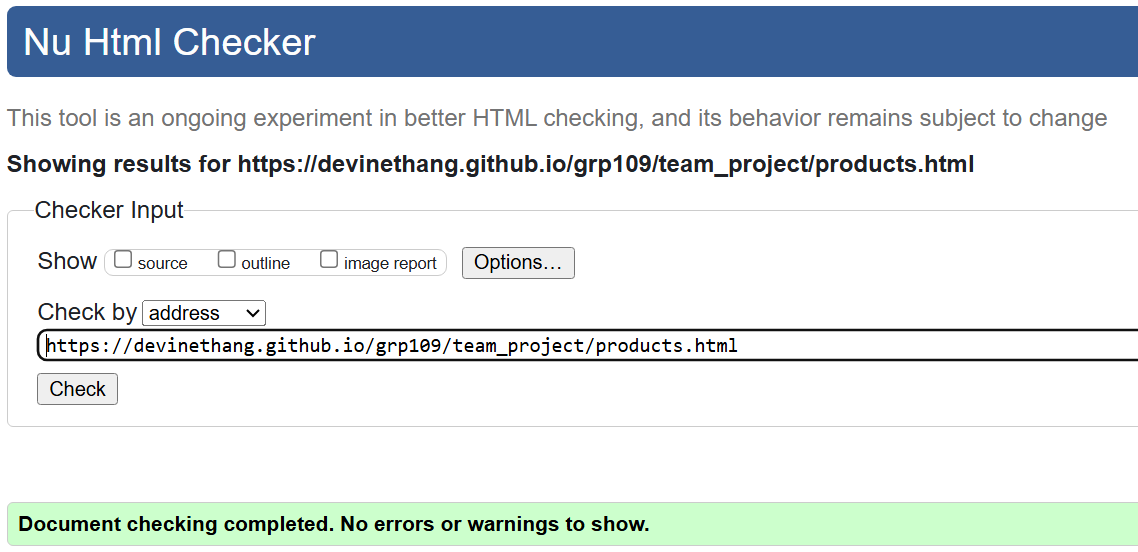 Nu Html Checker
This tool is an ongoing experiment in better HTML checking, and its behavior remains subject to change
Showing results for https://devinethang.github.io/grp109/team_project/products.html
Checker Input
Show source outline image report Options...
Check by address
https://devinethang.github.io/grp109/team_project/products.html
Check
Document checking completed. No errors or warnings to show.